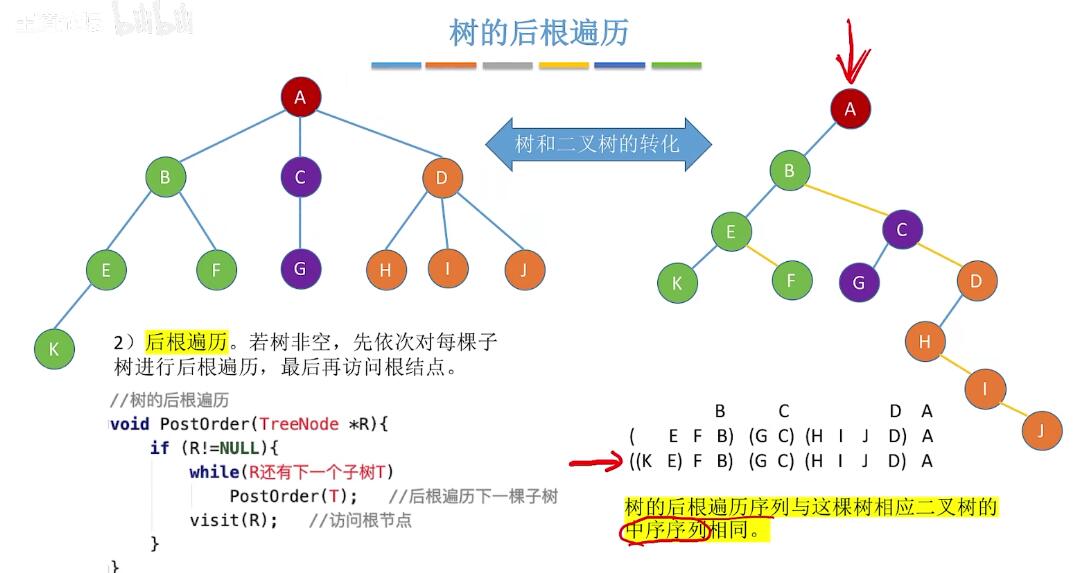 bilibili
树的后根遍历
A
B
C
D
E
F
G
H
I
J
K
树和二叉树的转化
A
B
E
C
K
F
G
D
H
I
J
2）后根遍历。若树非空，先依次对每棵子
树进行后根遍历，最后再访问根结点。
//树的后根遍历
void PostOrder(TreeNode *R){
if (R!=NULL){
while(R还有下一个子树T)
PostOrder(T); //后根遍历下一棵子树
visit(R); //访问根节点
}
}
B C D A
( E F B) (G C) (H I J D) A
((K E) F B) (G C) (H I J D) A
树的后根遍历序列与这棵树相应二叉树的
中序序列相同。